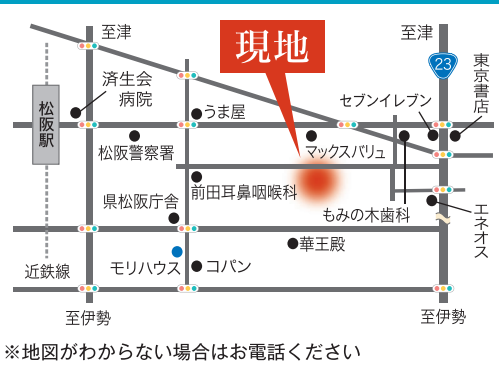 至津
至津
現地
23
東京書店
済生会
病院
うま屋
セブンイレブン
松阪駅
松阪警察署
マックスバリュ
前田耳鼻咽喉科
県松阪庁舎
もみの木歯科
エネオス
華王殿
近鉄線
モリハウス
コパン
至伊勢
至伊勢
※地図がわからない場合はお電話ください